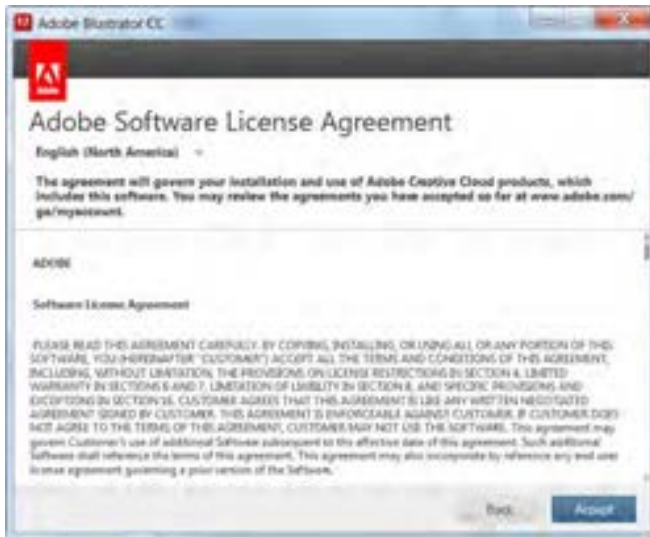 Adobe Illustrator CC
Adobe
Adobe Software License Agreement
English (North America)
The agreement will govern your installation and use of Adobe Creative Cloud products, which
includes this software. You may review the agreements you have accepted so far at www.adobe.com/
go/myaccount.
ADOBE
Software License Agreement
PLEASE READ THIS AGREEMENT CAREFULLY. BY COPYING, INSTALLING, OR USING ALL OR ANY PORTION OF THIS
SOFTWARE, YOU (HEREINAFTER "CUSTOMER") ACCEPT ALL THE TERMS AND CONDITIONS OF THIS AGREEMENT,
INCLUDING, WITHOUT LIMITATION, THE PROVISIONS ON LICENSE RESTRICTIONS IN SECTION 4, LIMITED
WARRANTY IN SECTIONS 6 AND 7, LIMITATION OF LIABILITY IN SECTION 8, AND SPECIFIC PROVISIONS AND
EXCEPTIONS IN SECTION 16. CUSTOMER AGREES THAT THIS AGREEMENT IS LIKE ANY WRITTEN NEGOTIATED
AGREEMENT SIGNED BY CUSTOMER. THIS AGREEMENT IS ENFORCEABLE AGAINST CUSTOMER. IF CUSTOMER DOES
NOT AGREE TO THE TERMS OF THIS AGREEMENT, CUSTOMER MAY NOT USE THE SOFTWARE. This agreement may
govern Customer's use of additional Software subsequent to the effective date of this agreement. Such additional
Software shall reference the terms of this agreement. This agreement may also incorporate by reference any end user
license agreement governing a prior version of the Software.
Back
Accept